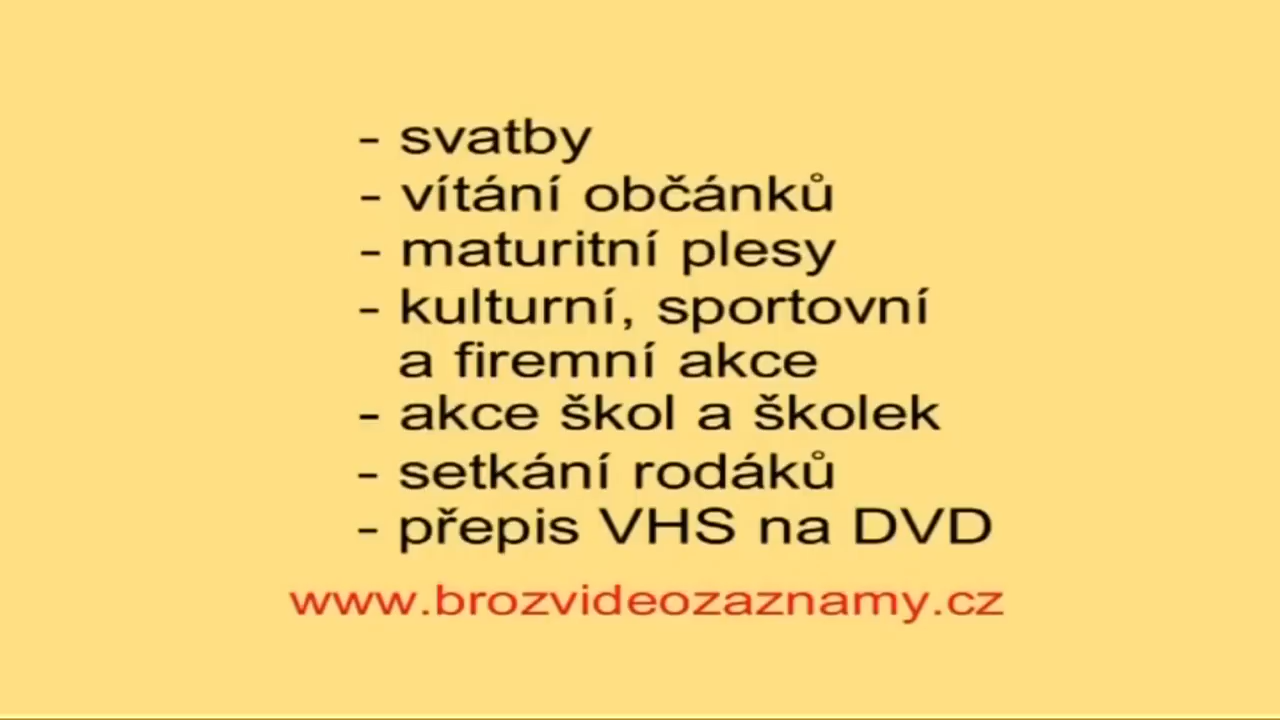 - svatby
- vítání občánků
- maturitní plesy
- kulturní, sportovní
a firemní akce
- akce škol a školek
- setkání rodáků
- přepis VHS na DVD
www.brozvideozaznamy.cz